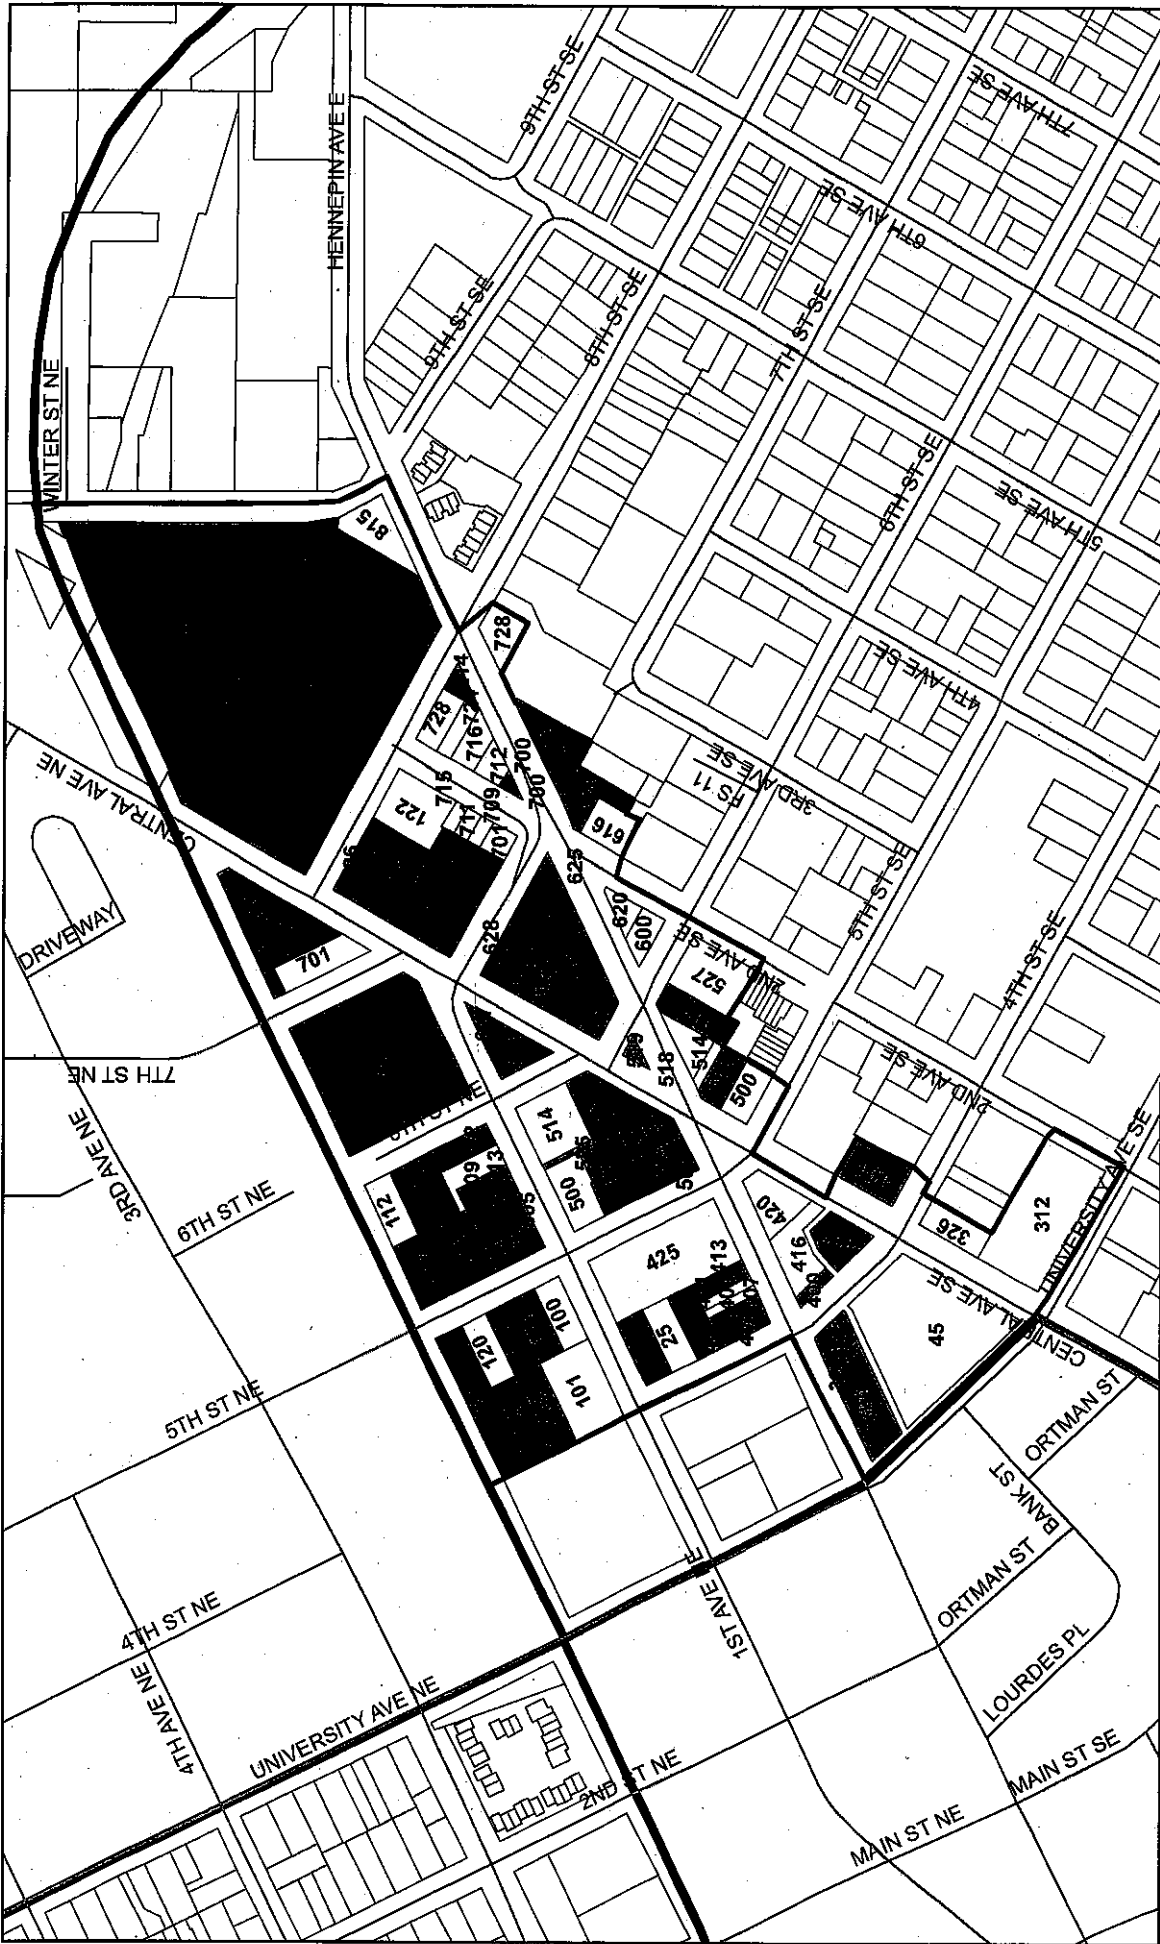 WINTER ST NE
HENNEPIN AVE E
9TH ST SE
7TH AVE SE
6TH AVE SE
9TH ST SE
8TH ST SE
7TH ST SE
6TH ST SE
5TH AVE SE
4TH AVE SE
815
728
728
716
712
700
700
715
711
709
701
122
616
FS 11
3RD AVE SE
CENTRAL AVE NE
DRIVEWAY
701
628
625
620
600
2ND AVE SE
527
5TH ST SE
4TH ST SE
7TH ST NE
3RD AVE NE
6TH ST NE
518
514
500
514
500
2ND AVE SE
UNIVERSITY AVE SE
112
425
413
420
416
326
312
CENTRAL AVE SE
45
120
100
101
25
5TH ST NE
4TH ST NE
4TH AVE NE
UNIVERSITY AVE NE
2ND ST NE
1ST AVE
ORTMAN ST
BANK ST
ORTMAN ST
LOURDES PL
MAIN ST SE
MAIN ST NE